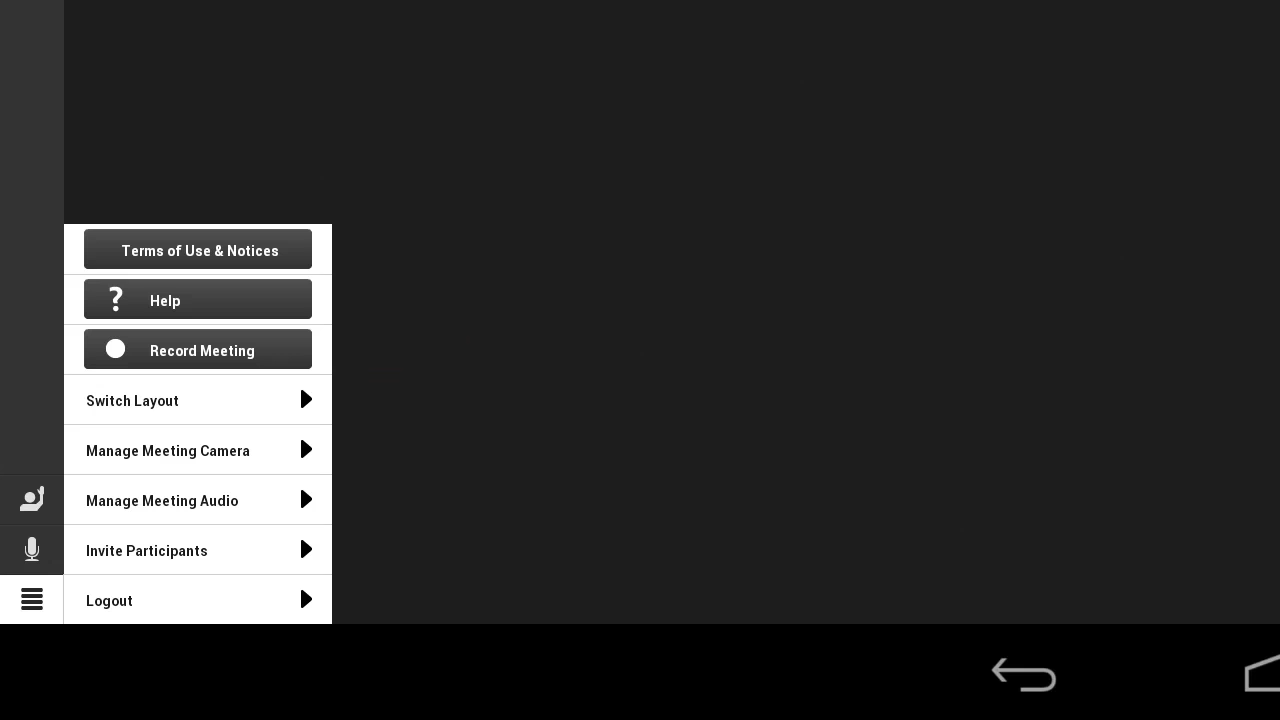 Terms of Use & Notices
Help
Record Meeting
Switch Layout
Manage Meeting Camera
Manage Meeting Audio
Invite Participants
Logout